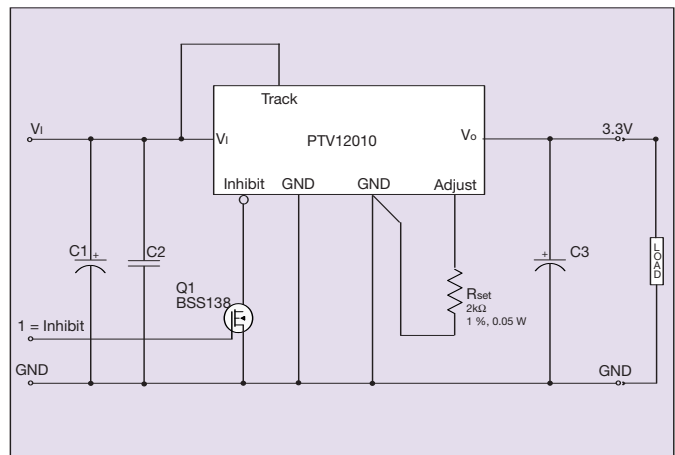 Track
VI
VI
PTV12010
Vo
3.3V
Inhibit
GND
GND
Adjust
C1
+
C2
+
C3
LOAD
Q1
BSS138
Rset
2kΩ
1 %, 0.05 W
1 = Inhibit
GND
GND